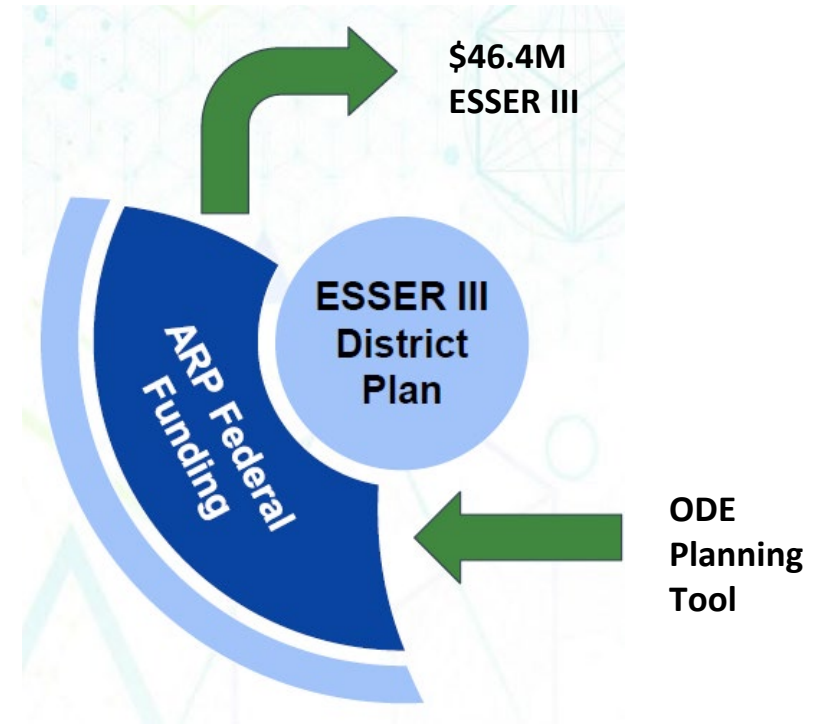 $46.4M
ESSER III
ESSER III
District
Plan
ARP Federal
Funding
ODE
Planning
Tool